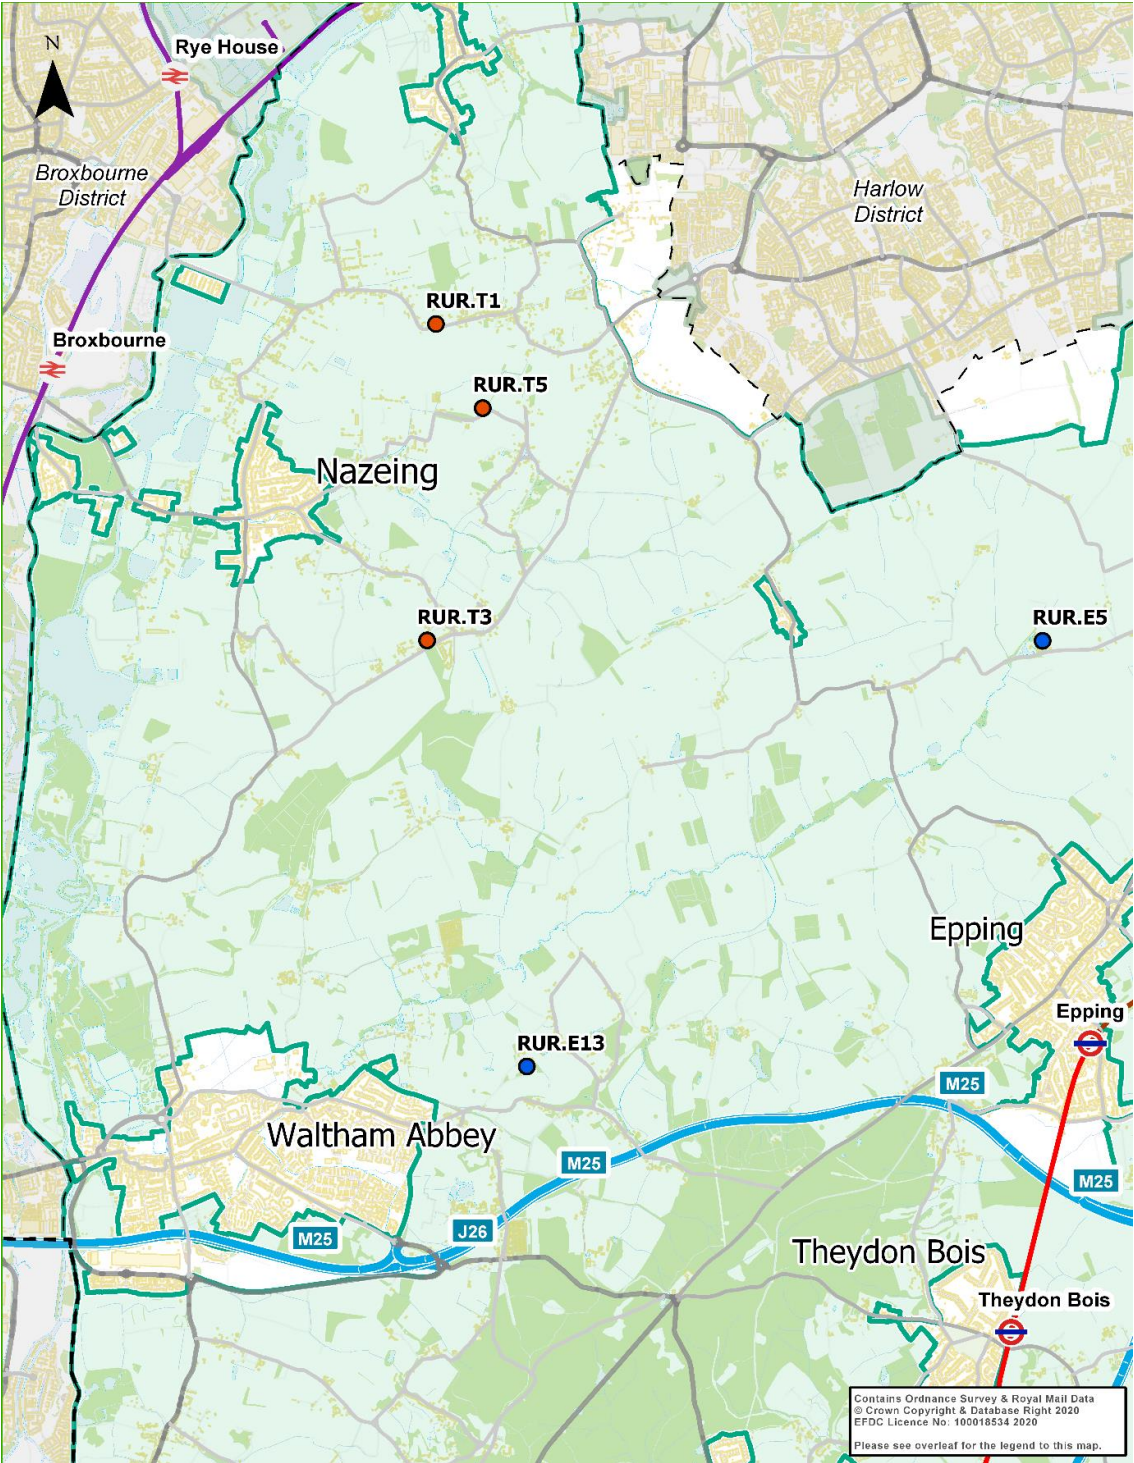 N
Rye House
Broxbourne
District
Harlow
District
RUR.T1
Broxbourne
RUR.T5
Nazeing
RUR.T3
RUR.E5
Epping
Epping
RUR.E13
M25
Waltham Abbey
M25
M25
J26
M25
Theydon Bois
Theydon Bois
Contains Ordnance Survey & Royal Mail Data
© Crown Copyright & Database Right 2020
EFDC Licence No: 100018534 2020
Please see overleaf for the legend to this map.